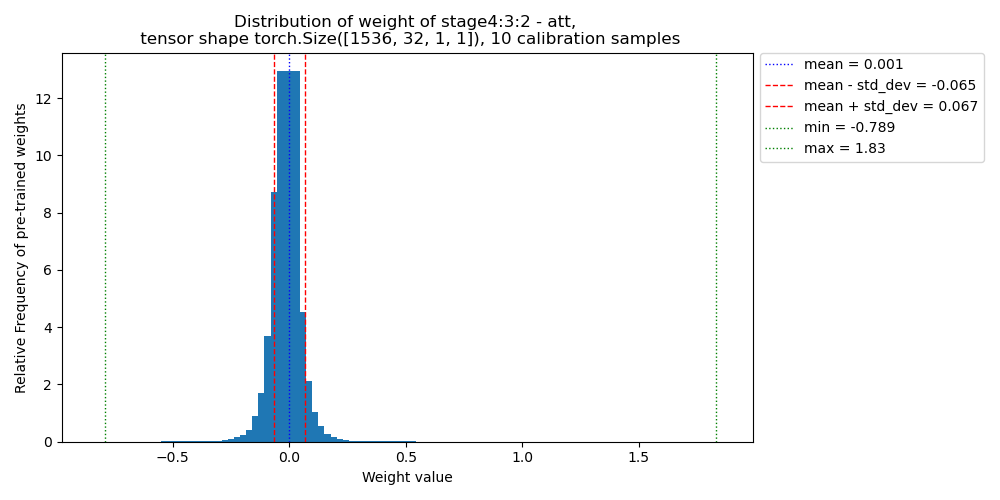 Distribution of weight of stage4:3:2 - att,
tensor shape torch.Size([1536, 32, 1, 1]), 10 calibration samples
mean = 0.001
mean - std_dev = -0.065
mean + std_dev = 0.067
min = -0.789
max = 1.83
Relative Frequency of pre-trained weights
12
10
8
6
4
2
0
−0.5
0.0
0.5
1.0
1.5
Weight value